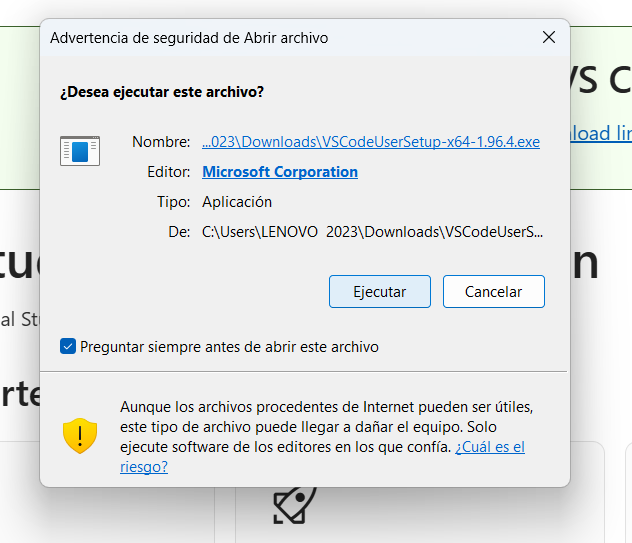 Advertencia de seguridad de Abrir archivo
¿Desea ejecutar este archivo?
Nombre: ...023\Downloads\VSCodeUserSetup-x64-1.96.4.exe
Editor: Microsoft Corporation
Tipo: Aplicación
De: C:\Users\LENOVO 2023\Downloads\VSCodeUserS...
Ejecutar
Cancelar
Preguntar siempre antes de abrir este archivo
Aunque los archivos procedentes de Internet pueden ser útiles,
este tipo de archivo puede llegar a dañar el equipo. Solo
ejecute software de los editores en los que confía. ¿Cuál es el
riesgo?
VS C
nload lin
tu
n
al St
rte